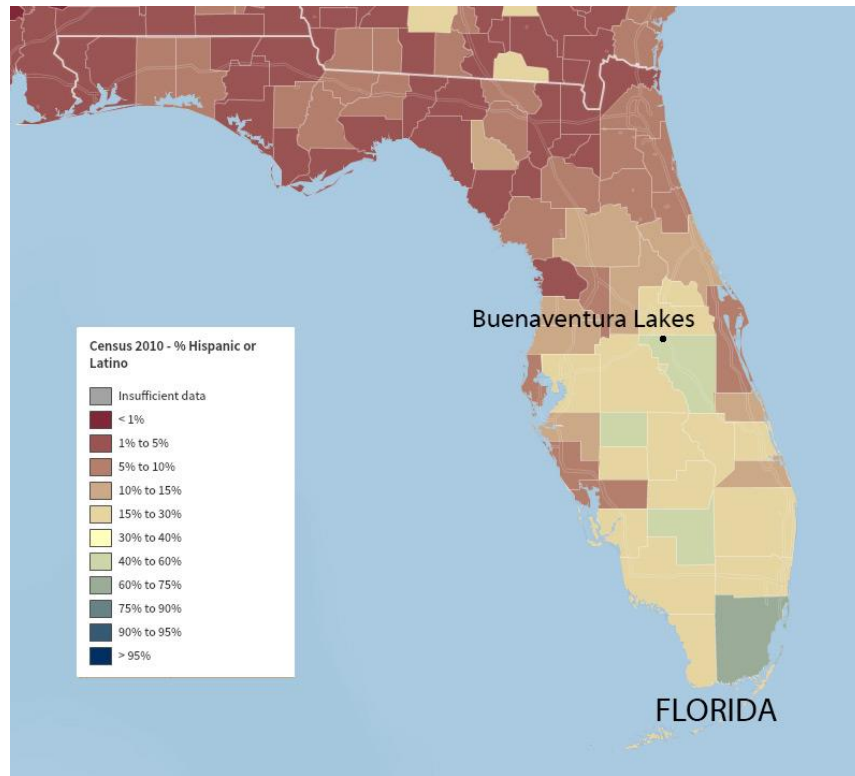 Buenaventura Lakes
Census 2010 - % Hispanic or
Latino
Insufficient data
< 1%
1% to 5%
5% to 10%
10% to 15%
15% to 30%
30% to 40%
40% to 60%
60% to 75%
75% to 90%
90% to 95%
> 95%
FLORIDA